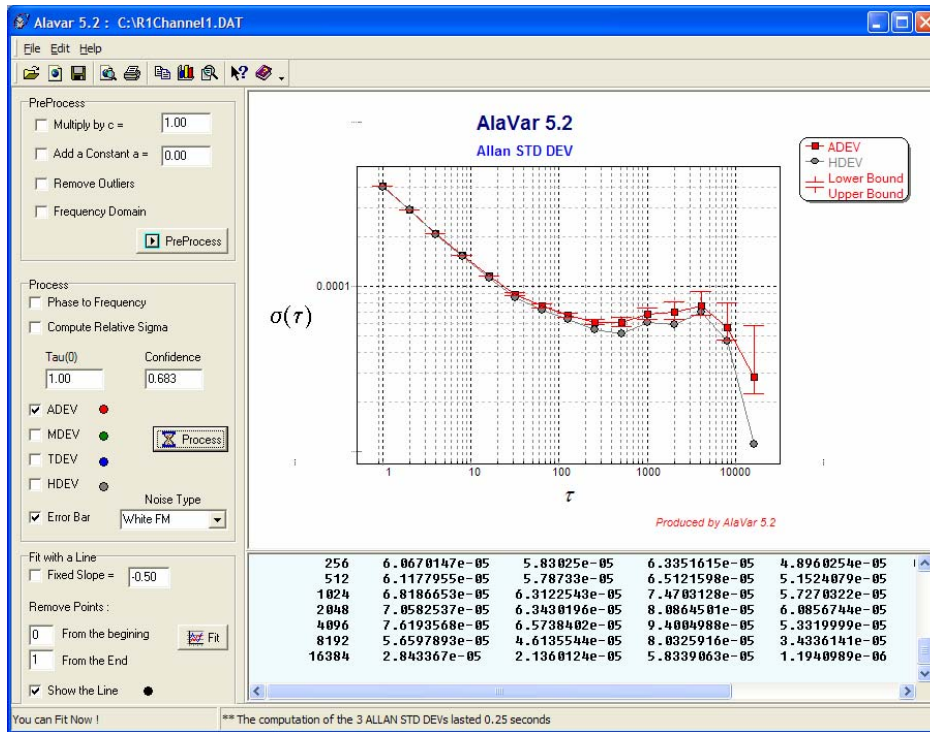 Alavar 5.2 : C:\R1Channel1.DAT
File Edit Help
PreProcess
Multiply by c = 1.00
Add a Constant a = 0.00
Remove Outliers
Frequency Domain
PreProcess
Process
Phase to Frequency
Compute Relative Sigma
Tau(0) Confidence
1.00 0.683
ADEV
MDEV
Process
TDEV
HDEV
Noise Type
Error Bar White FM
Fit with a Line
Fixed Slope = -0.50
Remove Points :
0 From the begining
Fit
1 From the End
Show the Line
AlaVar 5.2
Allan STD DEV
ADEV
HDEV
Lower Bound
Upper Bound
0.0001
σ(τ)
1 10 100 1000 10000
τ
Produced by AlaVar 5.2
256 6.0670147e-05 5.83025e-05 6.3351615e-05 4.8960254e-05
512 6.1177955e-05 5.78733e-05 6.5121598e-05 5.1524079e-05
1024 6.8186653e-05 6.3122543e-05 7.4703128e-05 5.7270322e-05
2048 7.0582537e-05 6.3430196e-05 8.0864501e-05 6.0856744e-05
4096 7.6193568e-05 6.5738402e-05 9.4004988e-05 5.3319999e-05
8192 5.6597893e-05 4.6135544e-05 8.0325916e-05 3.4336141e-05
16384 2.843367e-05 2.1360124e-05 5.8339063e-05 1.1940989e-06
You can Fit Now ! ** The computation of the 3 ALLAN STD DEVs lasted 0.25 seconds